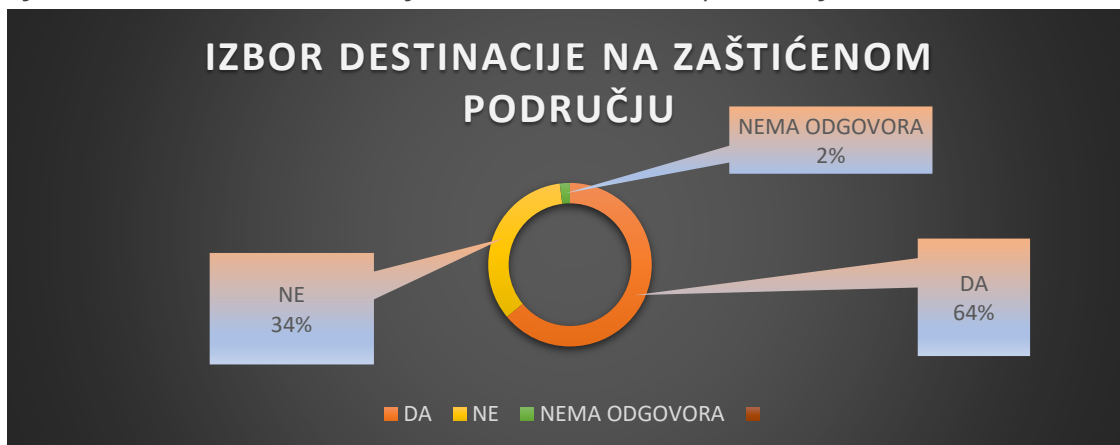 IZBOR DESTINACIJE NA ZAŠTIĆENOM
PODRUČJU
NEMA ODGOVORA
2%
NE
34%
DA
64%
DA NE NEMA ODGOVORA